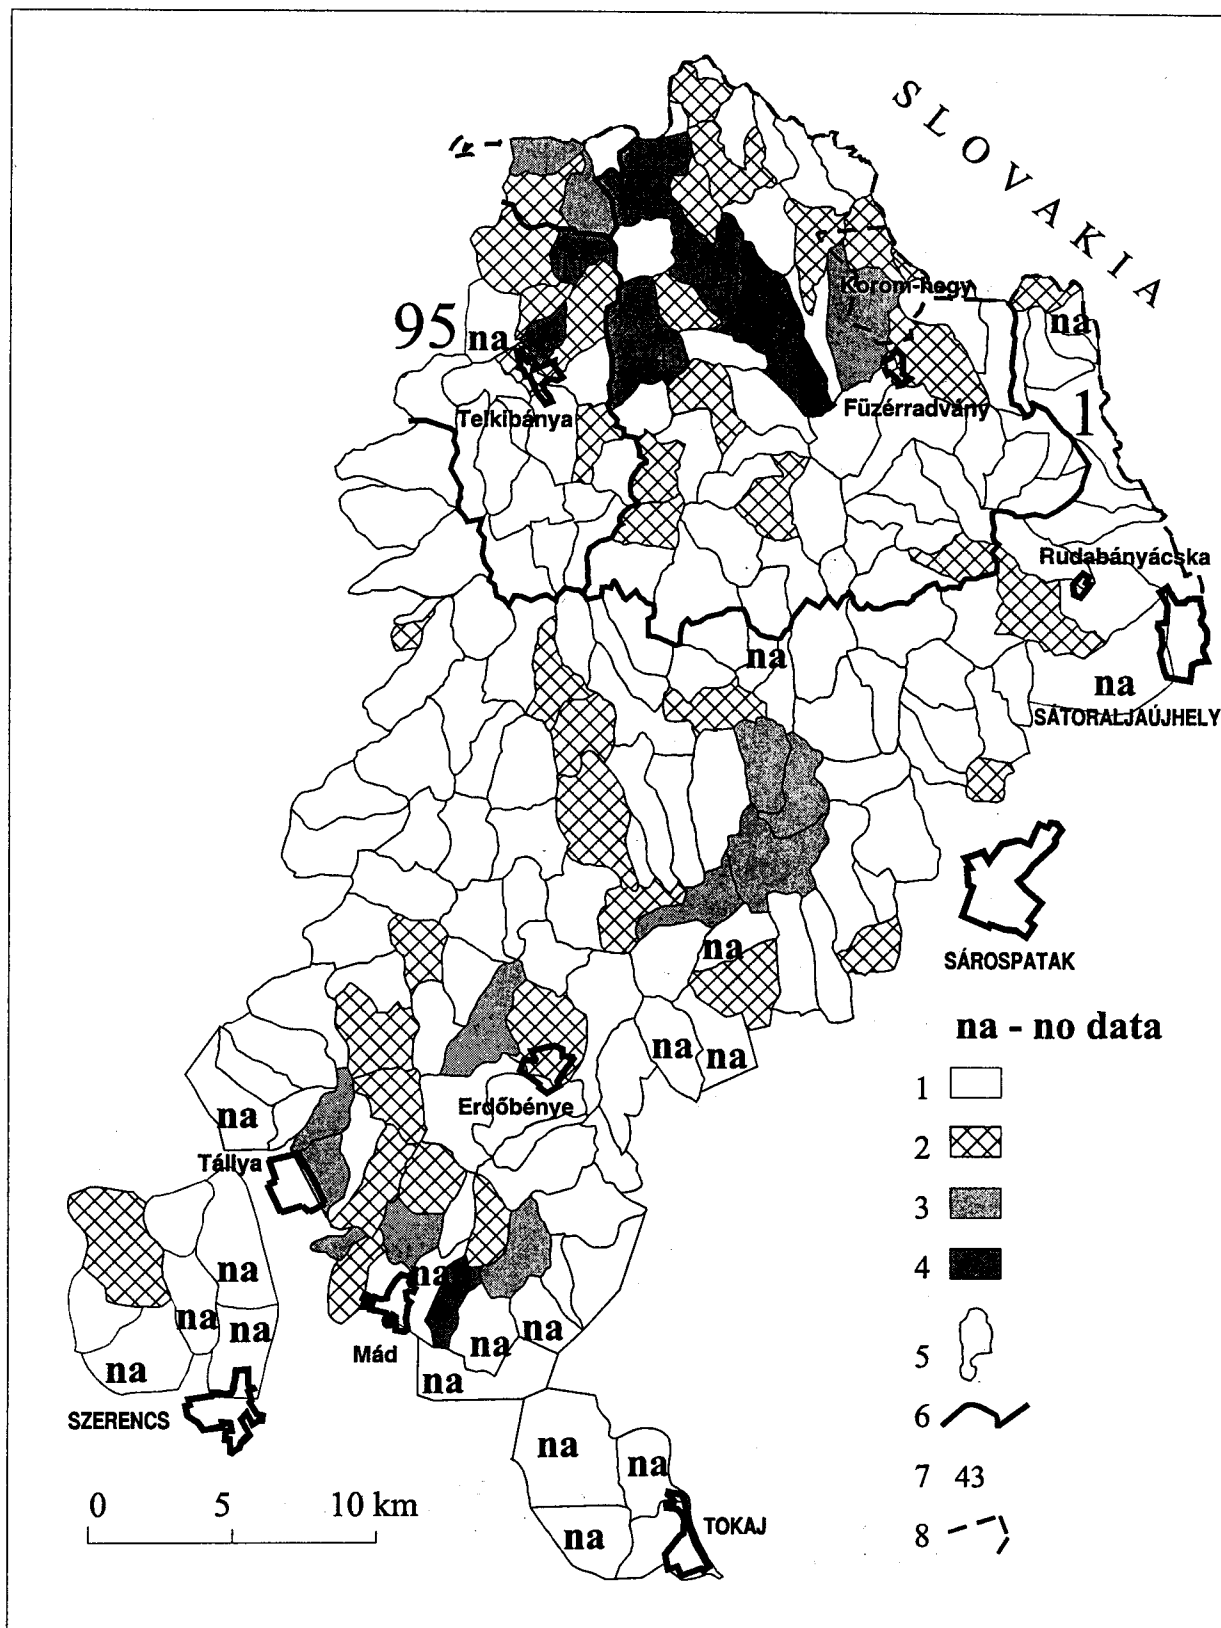 SLOVAKIA
Korom-hegy
95
na
na
Telkibánya
Füzérradvány
1
Rudabányácska
na
na
SÁTORALJAÚJHELY
SÁROSPATAK
na
na - no data
na
na
1
Erdőbénye
na
2
Tállya
3
na
na
4
na
na
na
na
5
Mád
na
na
SZERENCS
6
na
na
7 43
0 5 10 km
TOKAJ
8
na